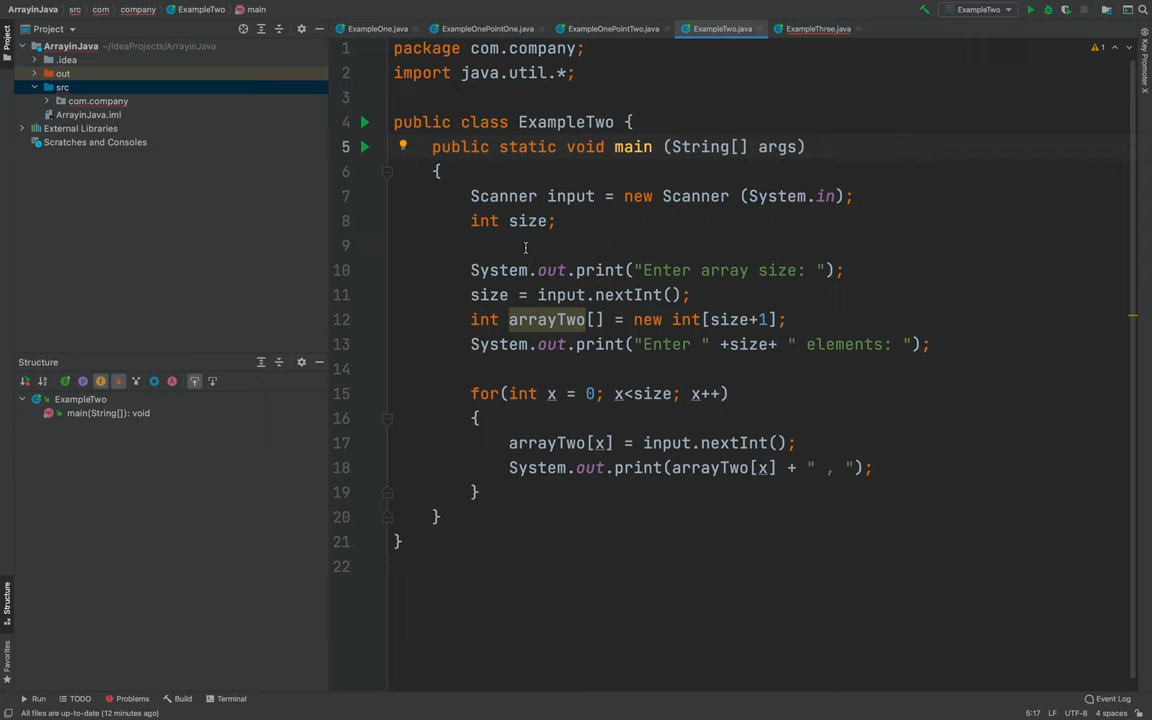 ArrayinJava › src › com › company › ExampleTwo › main
ExampleTwo
Project
ExampleOne.java
ExampleOnePointOne.java
ExampleOnePointTwo.java
ExampleTwo.java
ExampleThree.java
Project
Key Promoter X
ArrayinJava ~/IdeaProjects/ArrayinJava
.idea
out
src
com.company
ArrayinJava.iml
External Libraries
Scratches and Consoles
1 package com.company;
2 import java.util.*;
3
4 public class ExampleTwo {
5 public static void main (String[] args)
6 {
7 Scanner input = new Scanner (System.in);
8 int size;
9
10 System.out.print("Enter array size: ");
11 size = input.nextInt();
12 int arrayTwo[] = new int[size+1];
13 System.out.print("Enter " +size+ " elements: ");
14
15 for(int x = 0; x<size; x++)
16 {
17 arrayTwo[x] = input.nextInt();
18 System.out.print(arrayTwo[x] + " , ");
19 }
20 }
21 }
22
1
Structure
ExampleTwo
main(String[]): void
Structure
Favorites
Run
TODO
Problems
Build
Terminal
Event Log
All files are up-to-date (12 minutes ago)
5:17 LF UTF-8 4 spaces